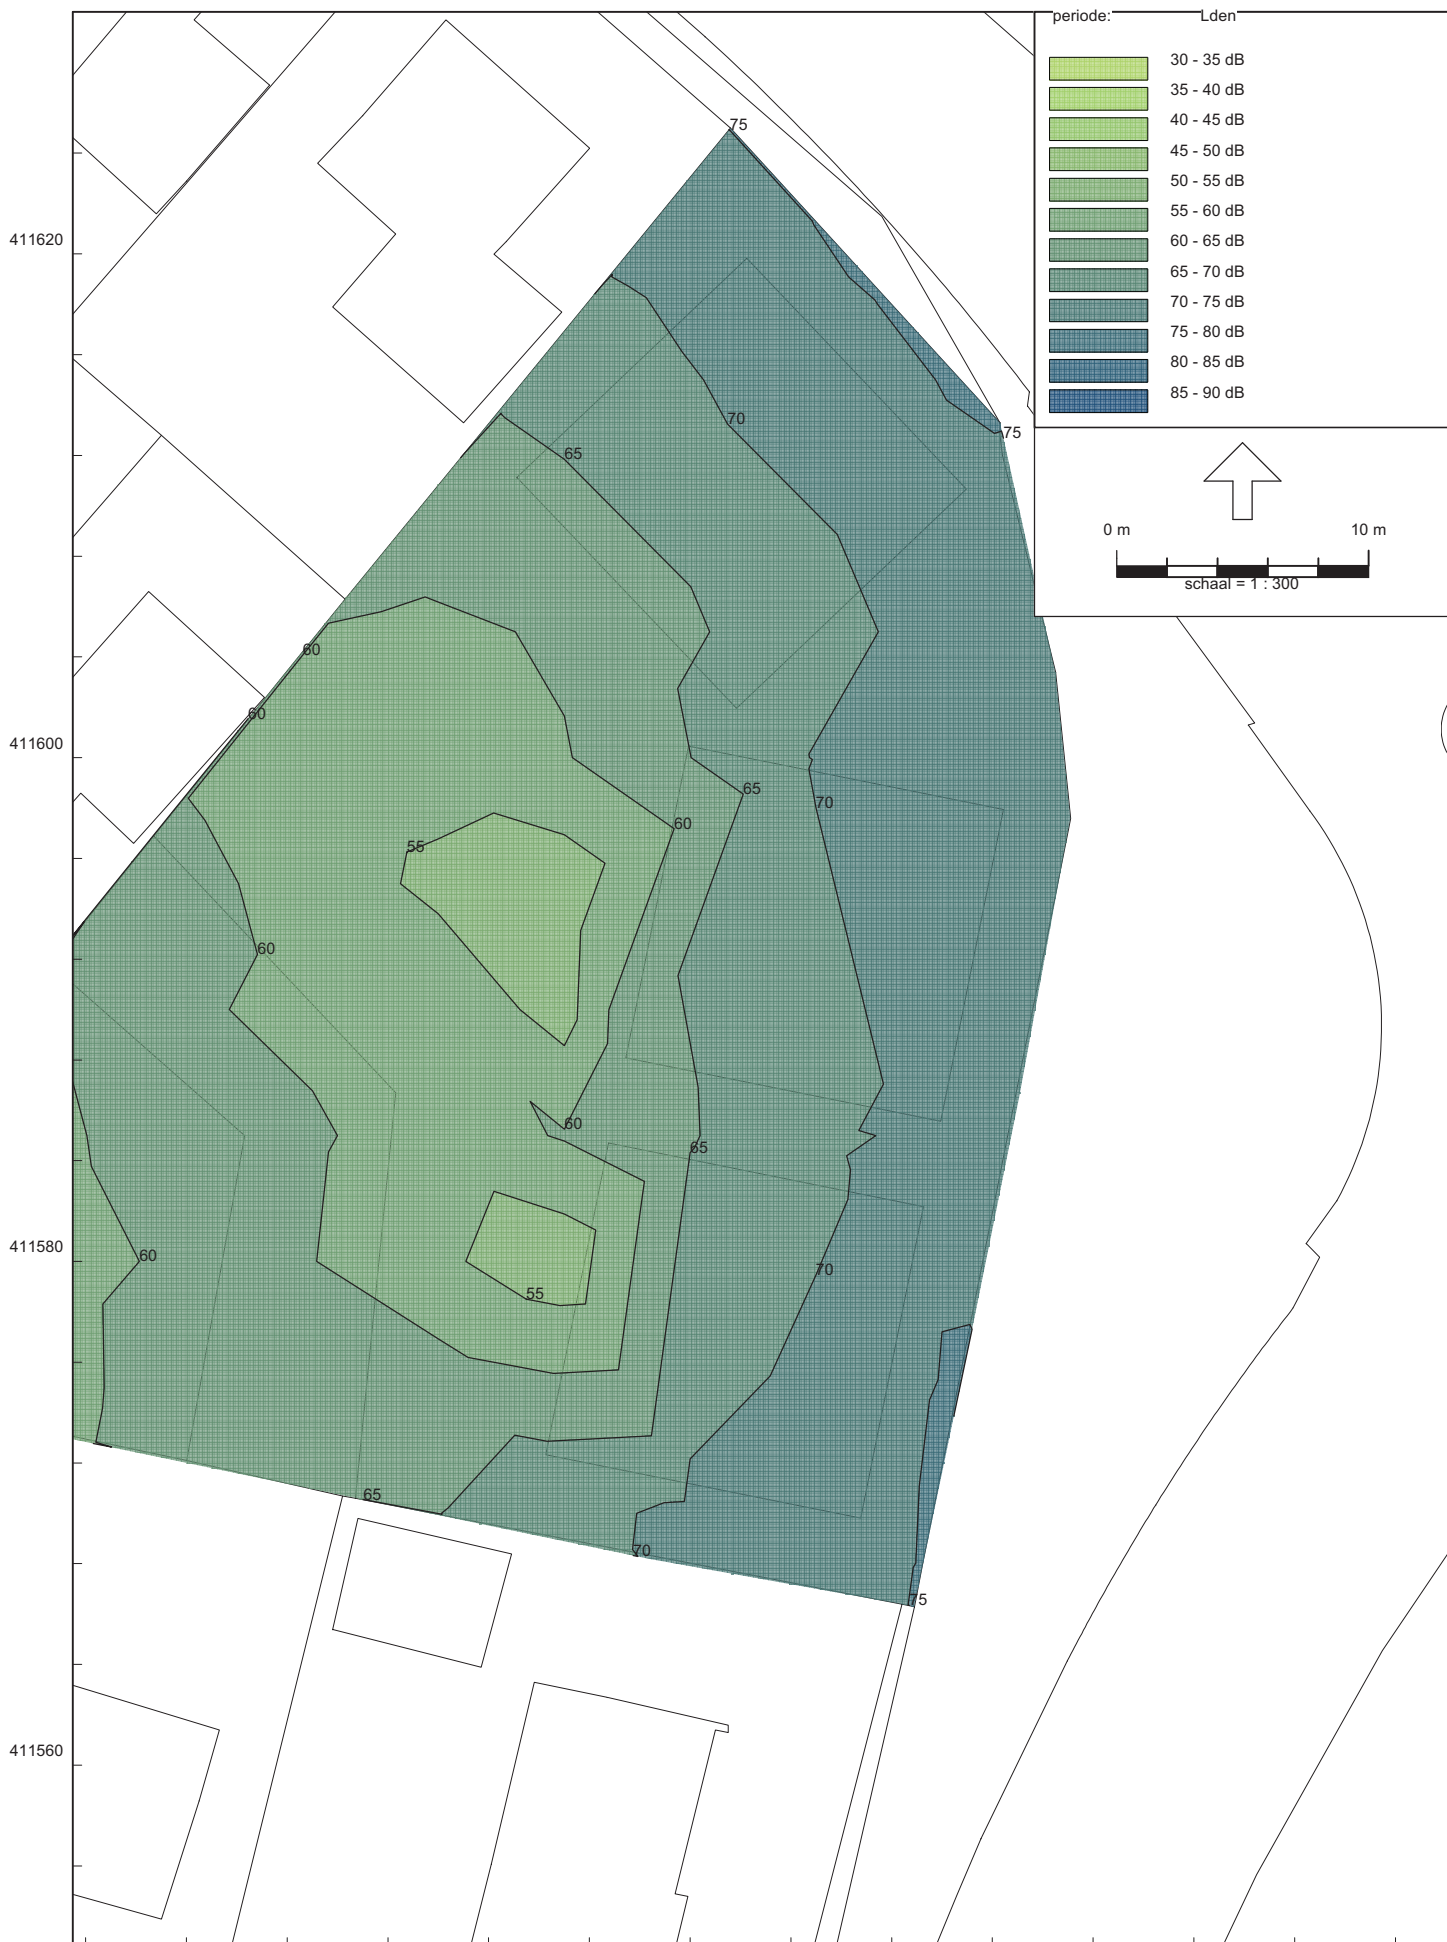 periode: Lden
30 - 35 dB
35 - 40 dB
40 - 45 dB
45 - 50 dB
50 - 55 dB
55 - 60 dB
60 - 65 dB
65 - 70 dB
70 - 75 dB
75 - 80 dB
80 - 85 dB
85 - 90 dB
0 m 10 m
schaal = 1 : 300
75
411620
70
75
65
60
60
411600
65
70
60
55
60
60
65
411580
60
70
55
65
70
75
411560